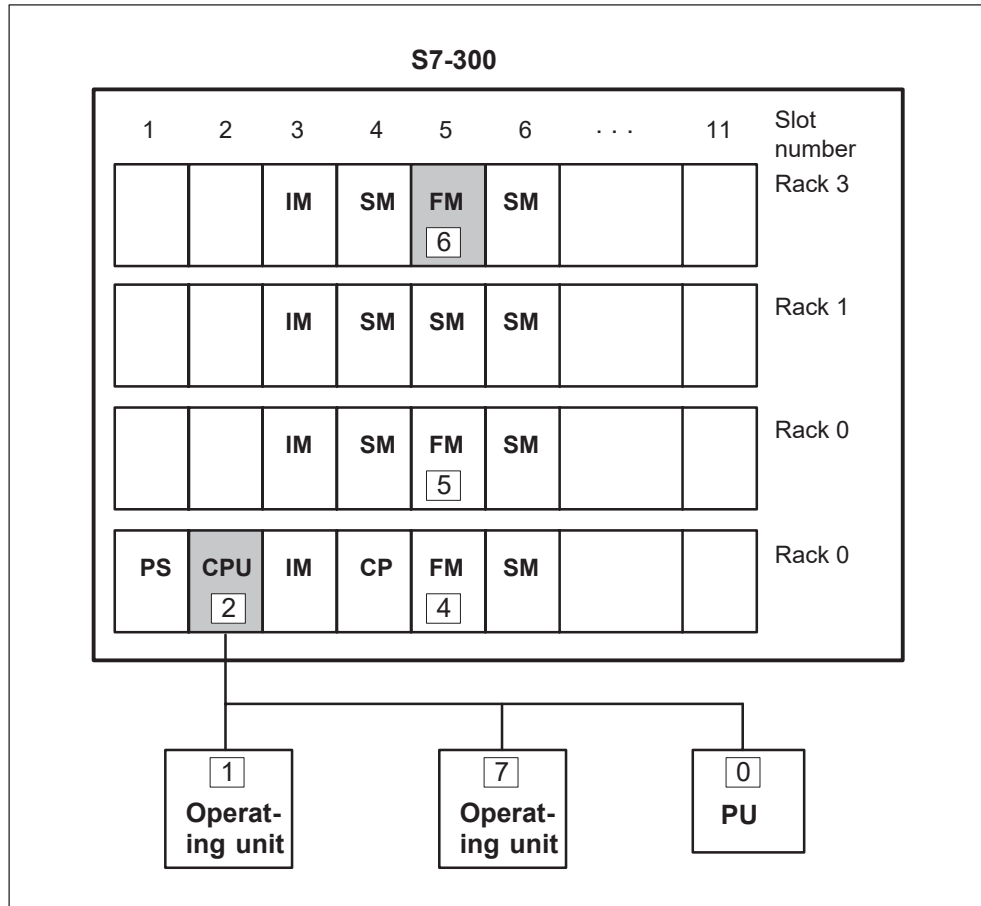 S7-300
1 2 3 4 5 6 . . . 11 Slot
number
Rack 3
IM SM FM SM
6
Rack 1
IM SM SM SM
Rack 0
IM SM FM SM
5
Rack 0
PS CPU IM CP FM SM
2 4
1 7 0
Operat- Operat- PU
ing unit ing unit